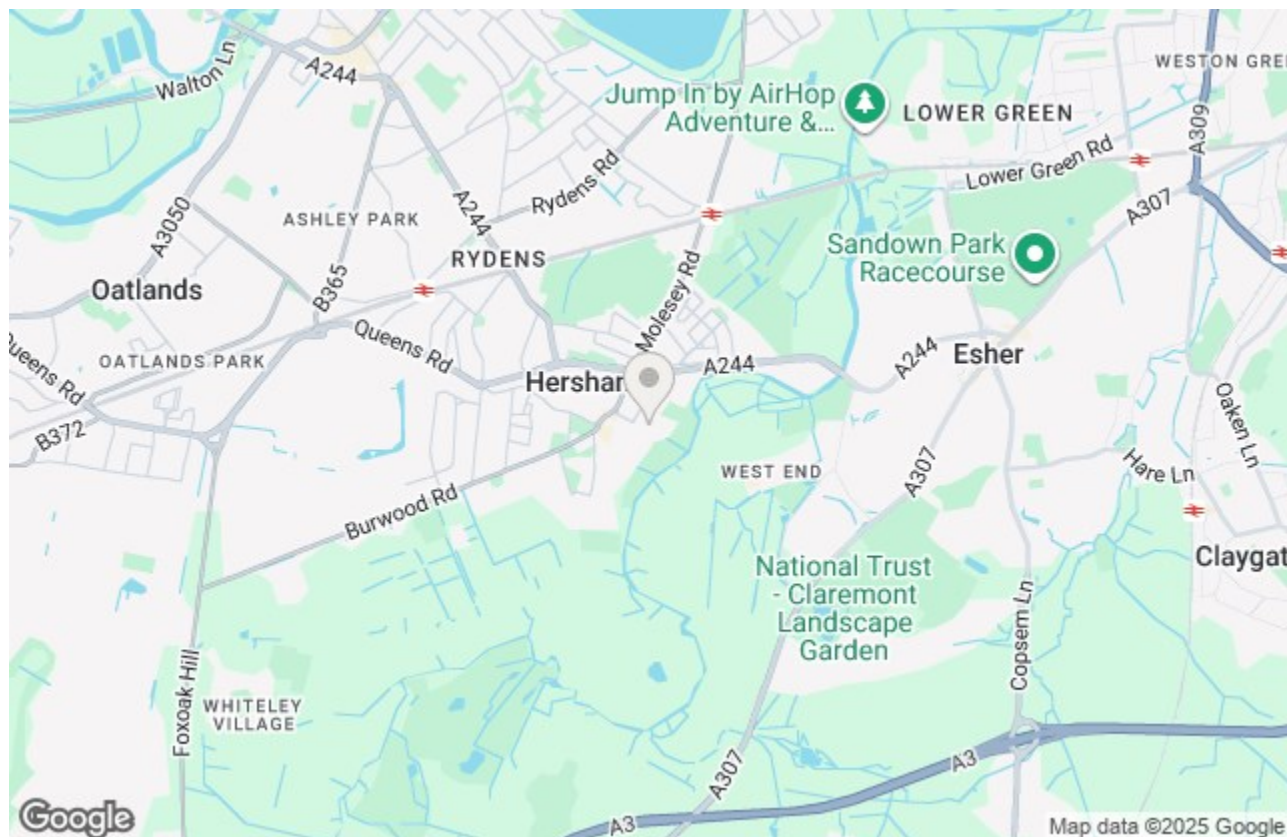 Walton Ln
A244
Jump In by AirHop
Adventure &...
LOWER GREEN
WESTON GREE
A309
Lower Green Rd
Rydens Rd
A244
ASHLEY PARK
A3050
A307
RYDENS
Sandown Park
Racecourse
Molesey Rd
Oatlands
B365
Queens Rd
OATLANDS PARK
Queens Rd
Hersha
A244
A244
Esher
Oaken Ln
B372
WEST END
A307
Hare Ln
Burwood Rd
Claygat
National Trust
- Claremont
Landscape
Garden
Copsem Ln
Foxoak Hill
WHITELEY
VILLAGE
A307
A3
A3
Google
Map data ©2025 Google